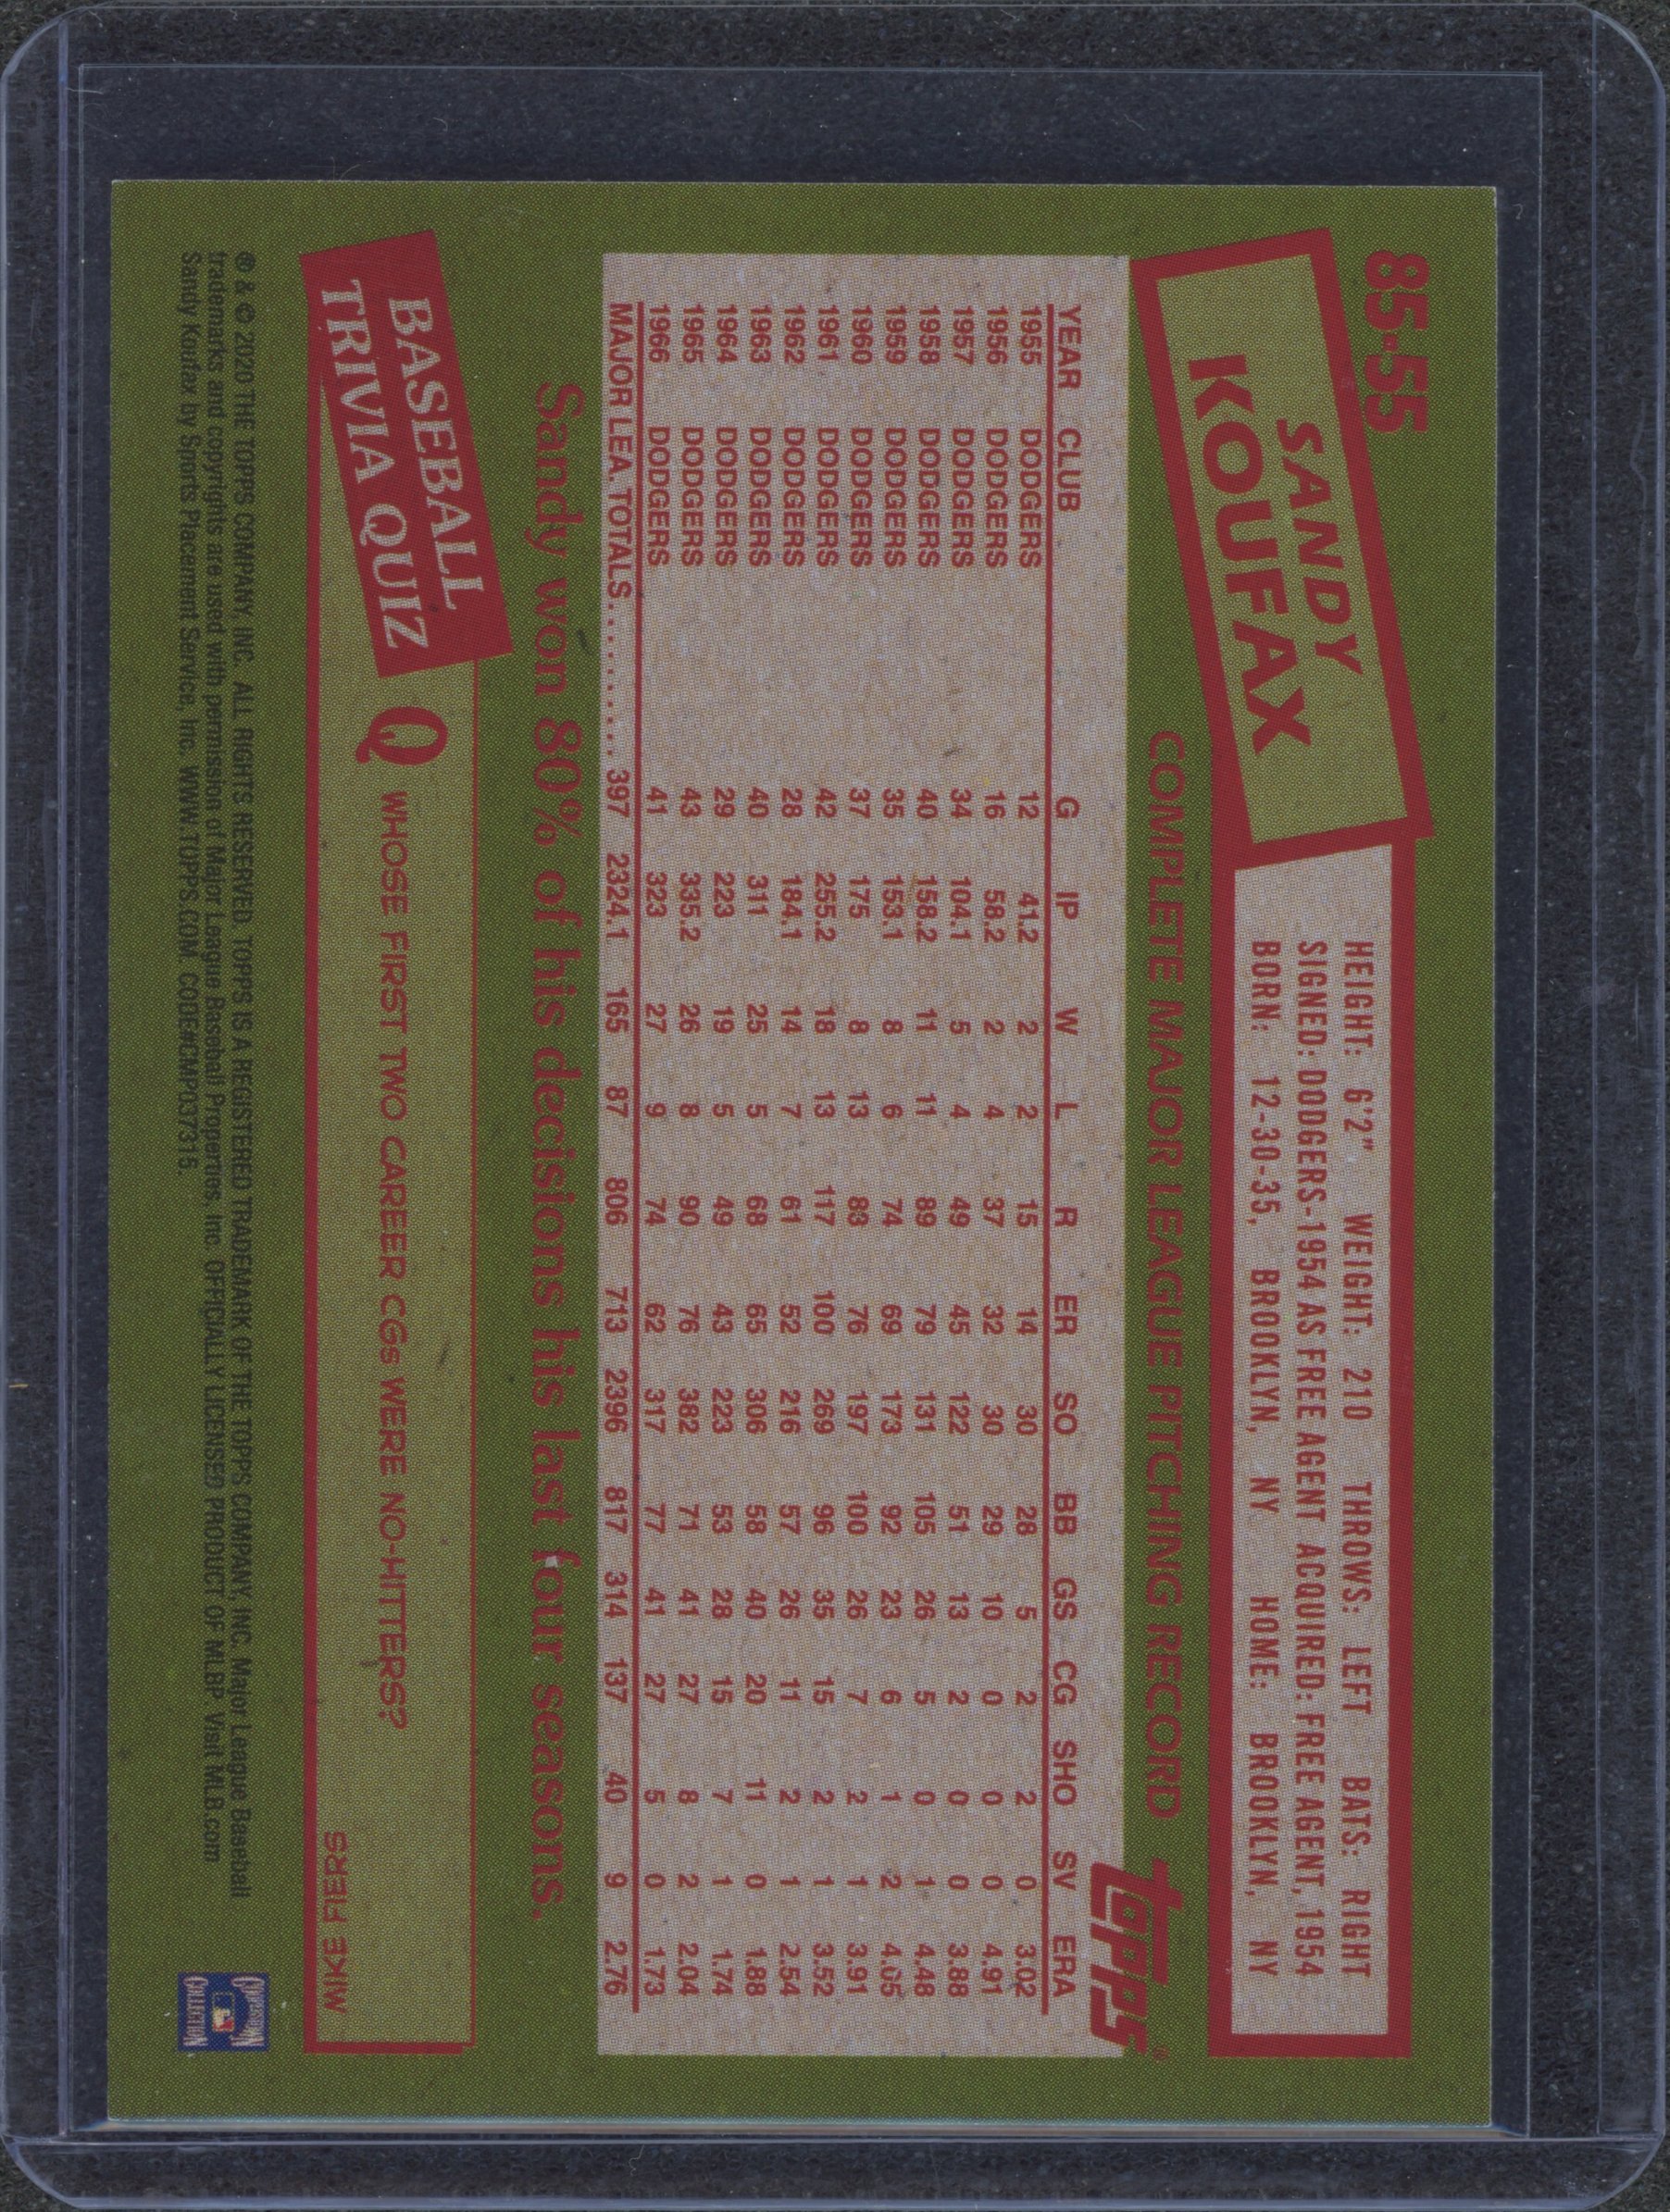 85-55
SANDY
KOUFAX
HEIGHT: 6'2" WEIGHT: 210 THROWS: LEFT BATS: RIGHT
SIGNED: DODGERS-1954 AS FREE AGENT ACQUIRED: FREE AGENT, 1954
BORN: 12-30-35, BROOKLYN, NY HOME: BROOKLYN, NY
COMPLETE MAJOR LEAGUE PITCHING RECORD
topps®
YEAR CLUB G IP W L R ER SO BB GS CG SHO SV ERA
1955 DODGERS 12 41.2 2 2 15 14 30 28 5 2 2 0 3.02
1956 DODGERS 16 58.2 2 4 37 32 30 29 10 0 0 0 4.91
1957 DODGERS 34 104.1 5 4 49 45 122 51 13 2 0 0 3.88
1958 DODGERS 40 158.2 11 11 89 79 131 105 26 5 0 1 4.48
1959 DODGERS 35 153.1 8 6 74 69 173 92 23 6 1 2 4.05
1960 DODGERS 37 175 8 13 83 76 197 100 26 7 2 1 3.91
1961 DODGERS 42 255.2 18 13 117 100 269 96 35 15 2 1 3.52
1962 DODGERS 28 184.1 14 7 61 52 216 57 26 11 2 1 2.54
1963 DODGERS 40 311 25 5 68 65 306 58 40 20 11 0 1.88
1964 DODGERS 29 223 19 5 49 43 223 53 28 15 7 1 1.74
1965 DODGERS 43 335.2 26 8 90 76 382 71 41 27 8 2 2.04
1966 DODGERS 41 323 27 9 74 62 317 77 41 27 5 0 1.73
MAJOR LEA. TOTALS.......... 397 2324.1 165 87 806 713 2396 817 314 137 40 9 2.76
Sandy won 80% of his decisions his last four seasons.
BASEBALL
TRIVIA QUIZ
Q WHOSE FIRST TWO CAREER CGs WERE NO-HITTERS?
MIKE FIERS
® & © 2020 THE TOPPS COMPANY, INC. ALL RIGHTS RESERVED. TOPPS IS A REGISTERED TRADEMARK OF THE TOPPS COMPANY, INC. Major League Baseball
trademarks and copyrights are used with permission of Major League Baseball Properties, Inc. OFFICIALLY LICENSED PRODUCT OF MLBP. Visit MLB.com
Sandy Koufax by Sports Placement Service, Inc. WWW.TOPPS.COM. CODE#CMP037315.
COOPERSTOWN
COLLECTION